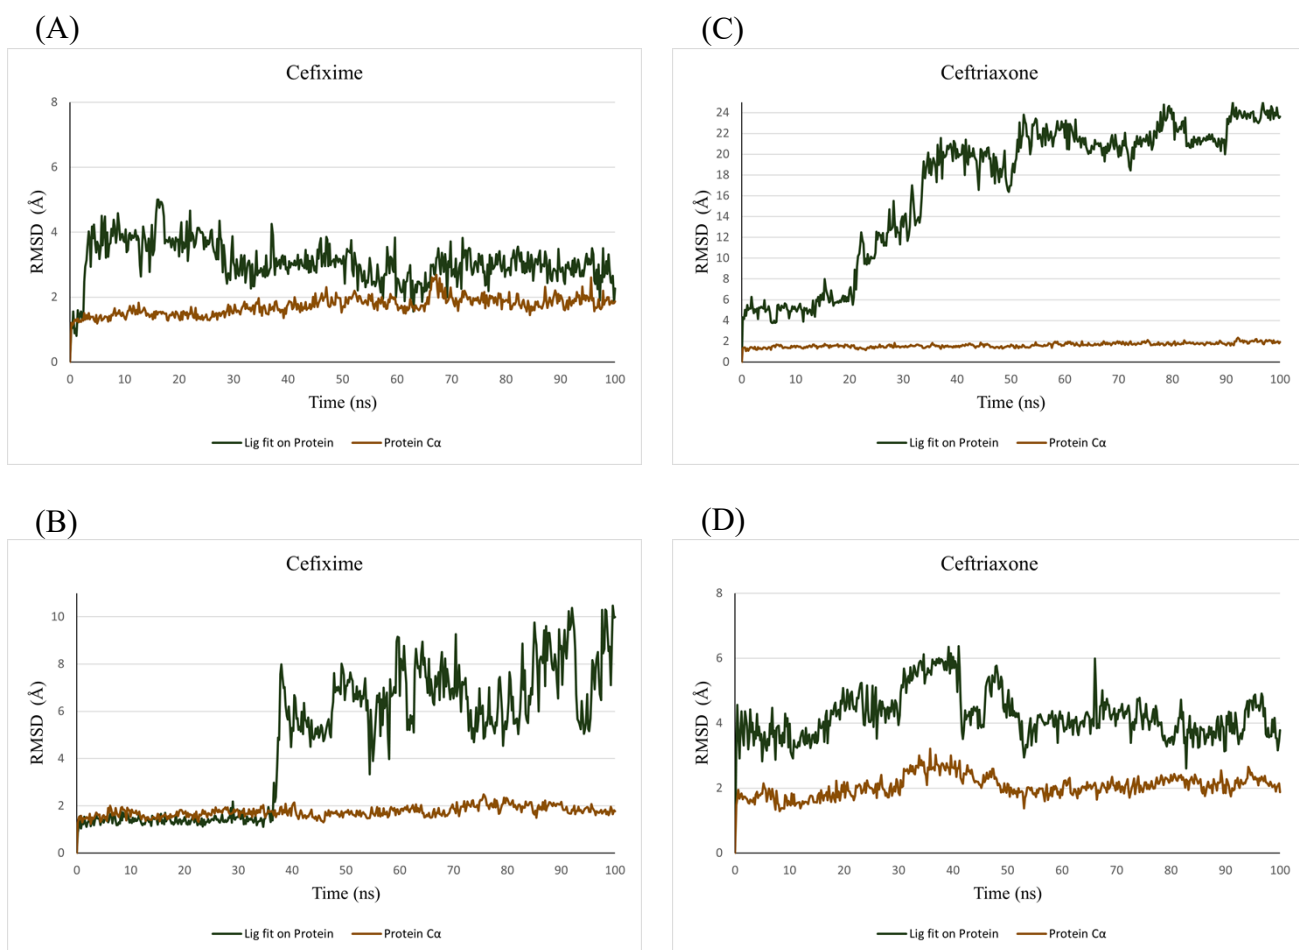 (A)
Cefixime
8
6
4
2
0
RMSD (Å)
0 10 20 30 40 50 60 70 80 90 100
Time (ns)
Lig fit on Protein Protein Cα
(C)
Ceftriaxone
24
22
20
18
16
14
12
10
8
6
4
2
0
RMSD (Å)
0 10 20 30 40 50 60 70 80 90 100
Time (ns)
Lig fit on Protein Protein Cα
(B)
Cefixime
10
8
6
4
2
0
RMSD (Å)
0 10 20 30 40 50 60 70 80 90 100
Time (ns)
Lig fit on Protein Protein Cα
(D)
Ceftriaxone
8
6
4
2
0
RMSD (Å)
0 10 20 30 40 50 60 70 80 90 100
Time (ns)
Lig fit on Protein Protein Cα